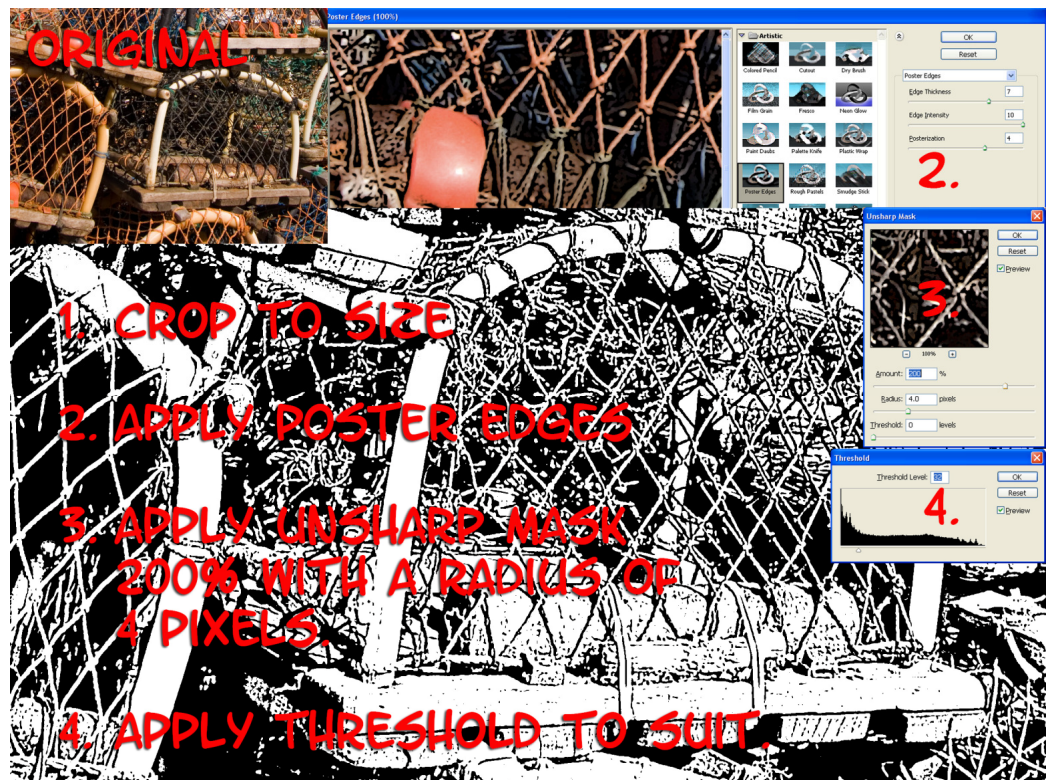 ORIGINAL
Poster Edges (100%)
Artistic
Colored Pencil
Cutout
Dry Brush
Film Grain
Fresco
Neon Glow
Paint Daubs
Palette Knife
Plastic Wrap
Poster Edges
Rough Pastels
Smudge Stick
OK
Reset
Poster Edges
Edge Thickness
7
Edge Intensity
10
Posterization
4
2.
Unsharp Mask
OK
Reset
Preview
3.
100%
Amount: 200 %
Radius: 4.0 pixels
Threshold: 0 levels
Threshold
Threshold Level: 32
OK
Reset
Preview
4.
1. CROP TO SIZE
2. APPLY POSTER EDGES
3. APPLY UNSHARP MASK
200% WITH A RADIUS OF
4 PIXELS.
4. APPLY THRESHOLD TO SUIT.